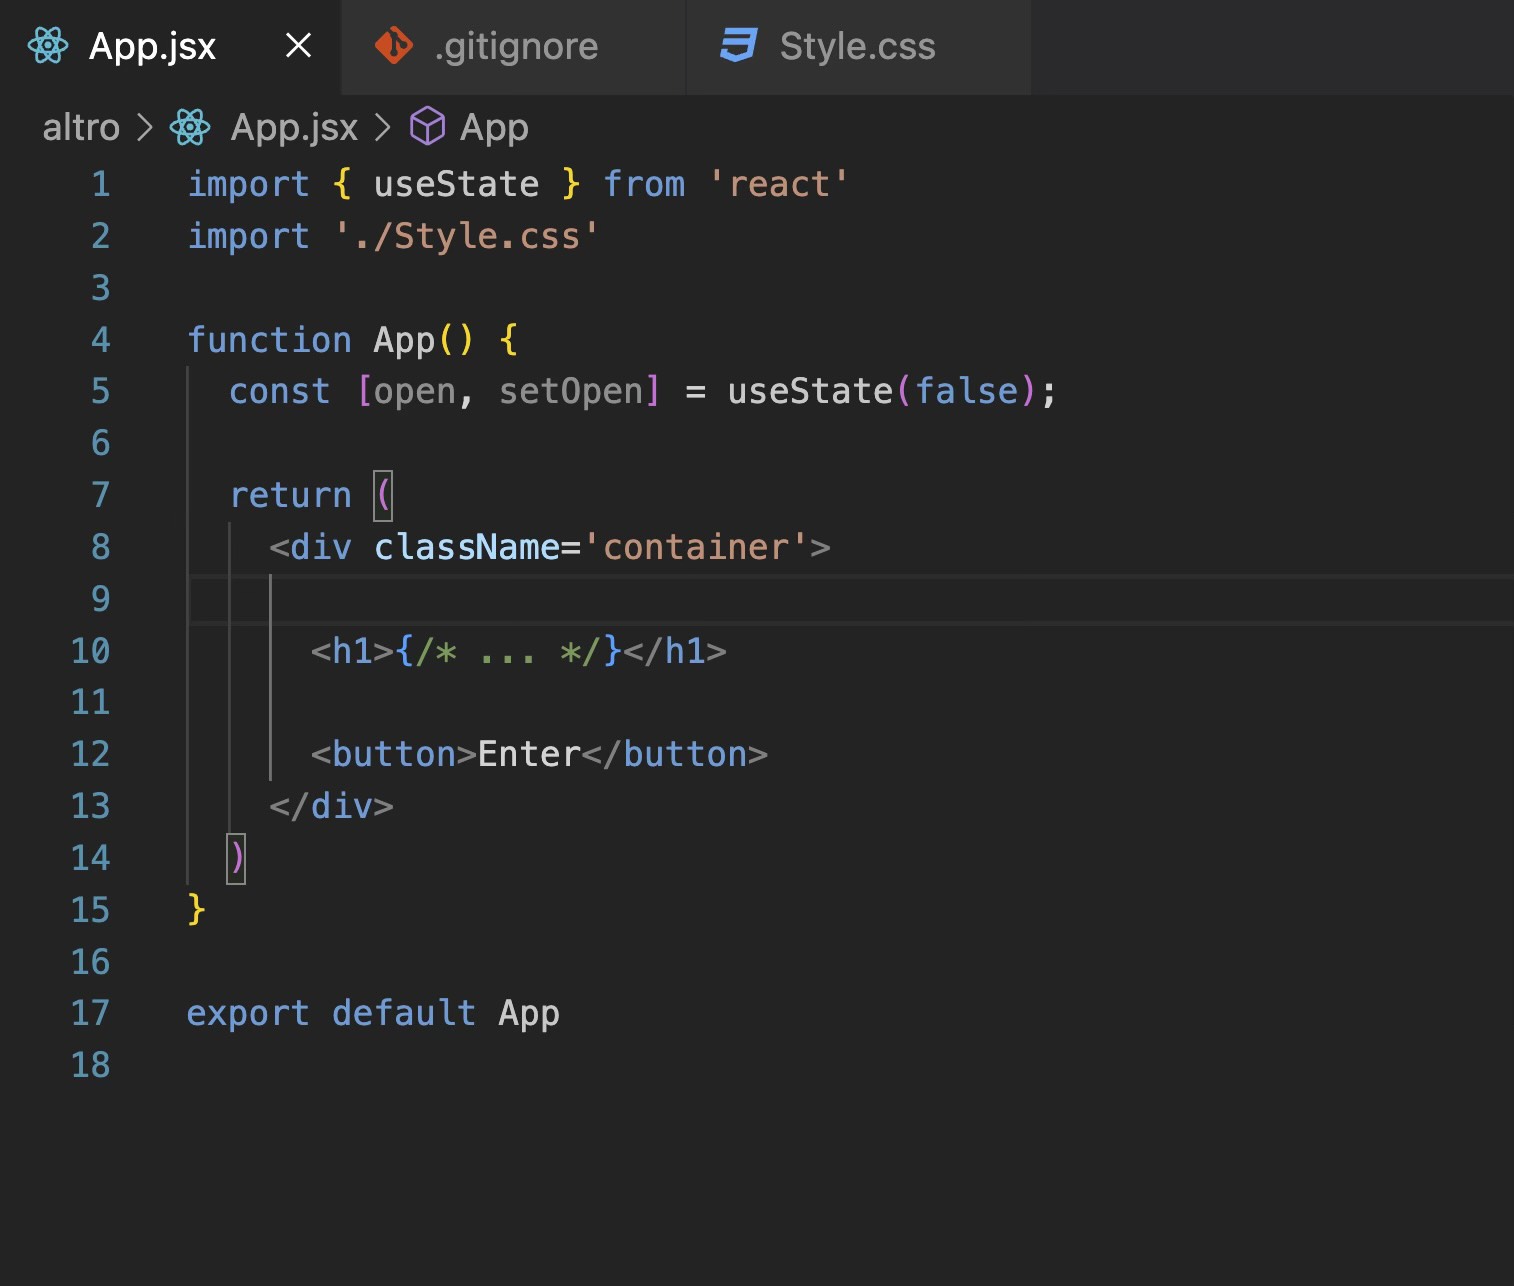 App.jsx .gitignore Style.css
altro > App.jsx > App
1 import { useState } from 'react'
2 import './Style.css'
3
4 function App() {
5   const [open, setOpen] = useState(false);
6
7   return (
8     <div className='container'>
9
10       <h1>{/* ... */}</h1>
11
12       <button>Enter</button>
13     </div>
14   )
15 }
16
17 export default App
18